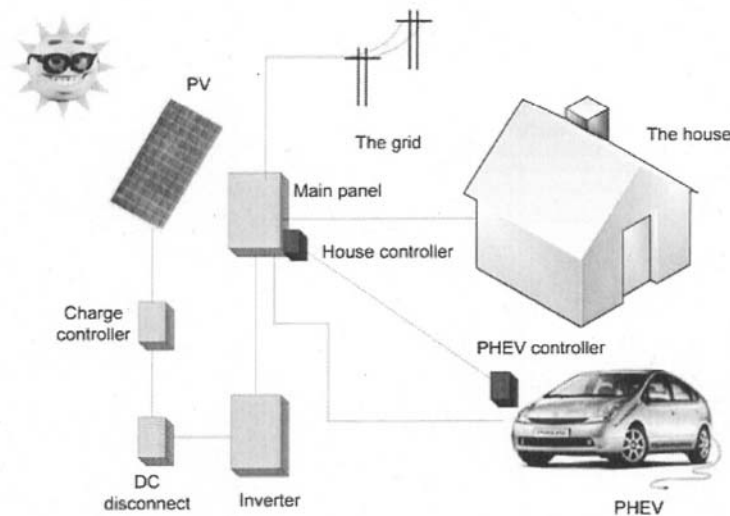 PV
The grid
The house
Main panel
House controller
Charge
controller
PHEV controller
DC
disconnect
Inverter
PHEV